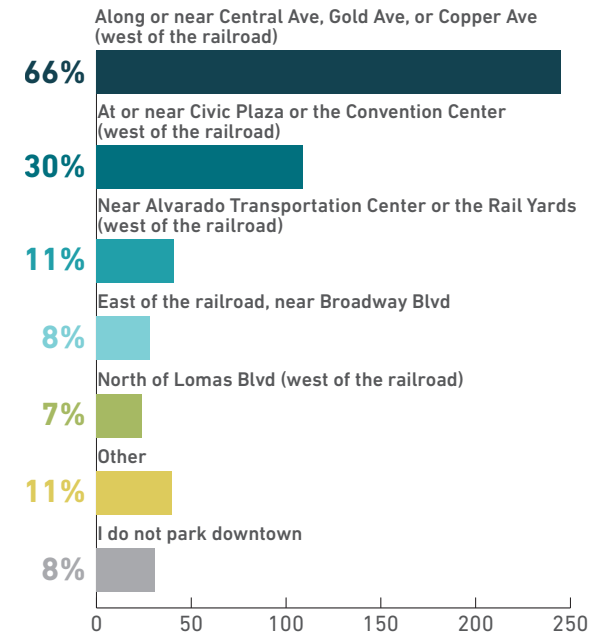 Along or near Central Ave, Gold Ave, or Copper Ave
(west of the railroad)
66%
At or near Civic Plaza or the Convention Center
(west of the railroad)
30%
Near Alvarado Transportation Center or the Rail Yards
(west of the railroad)
11%
East of the railroad, near Broadway Blvd
8%
North of Lomas Blvd (west of the railroad)
7%
Other
11%
I do not park downtown
8%
0 50 100 150 200 250